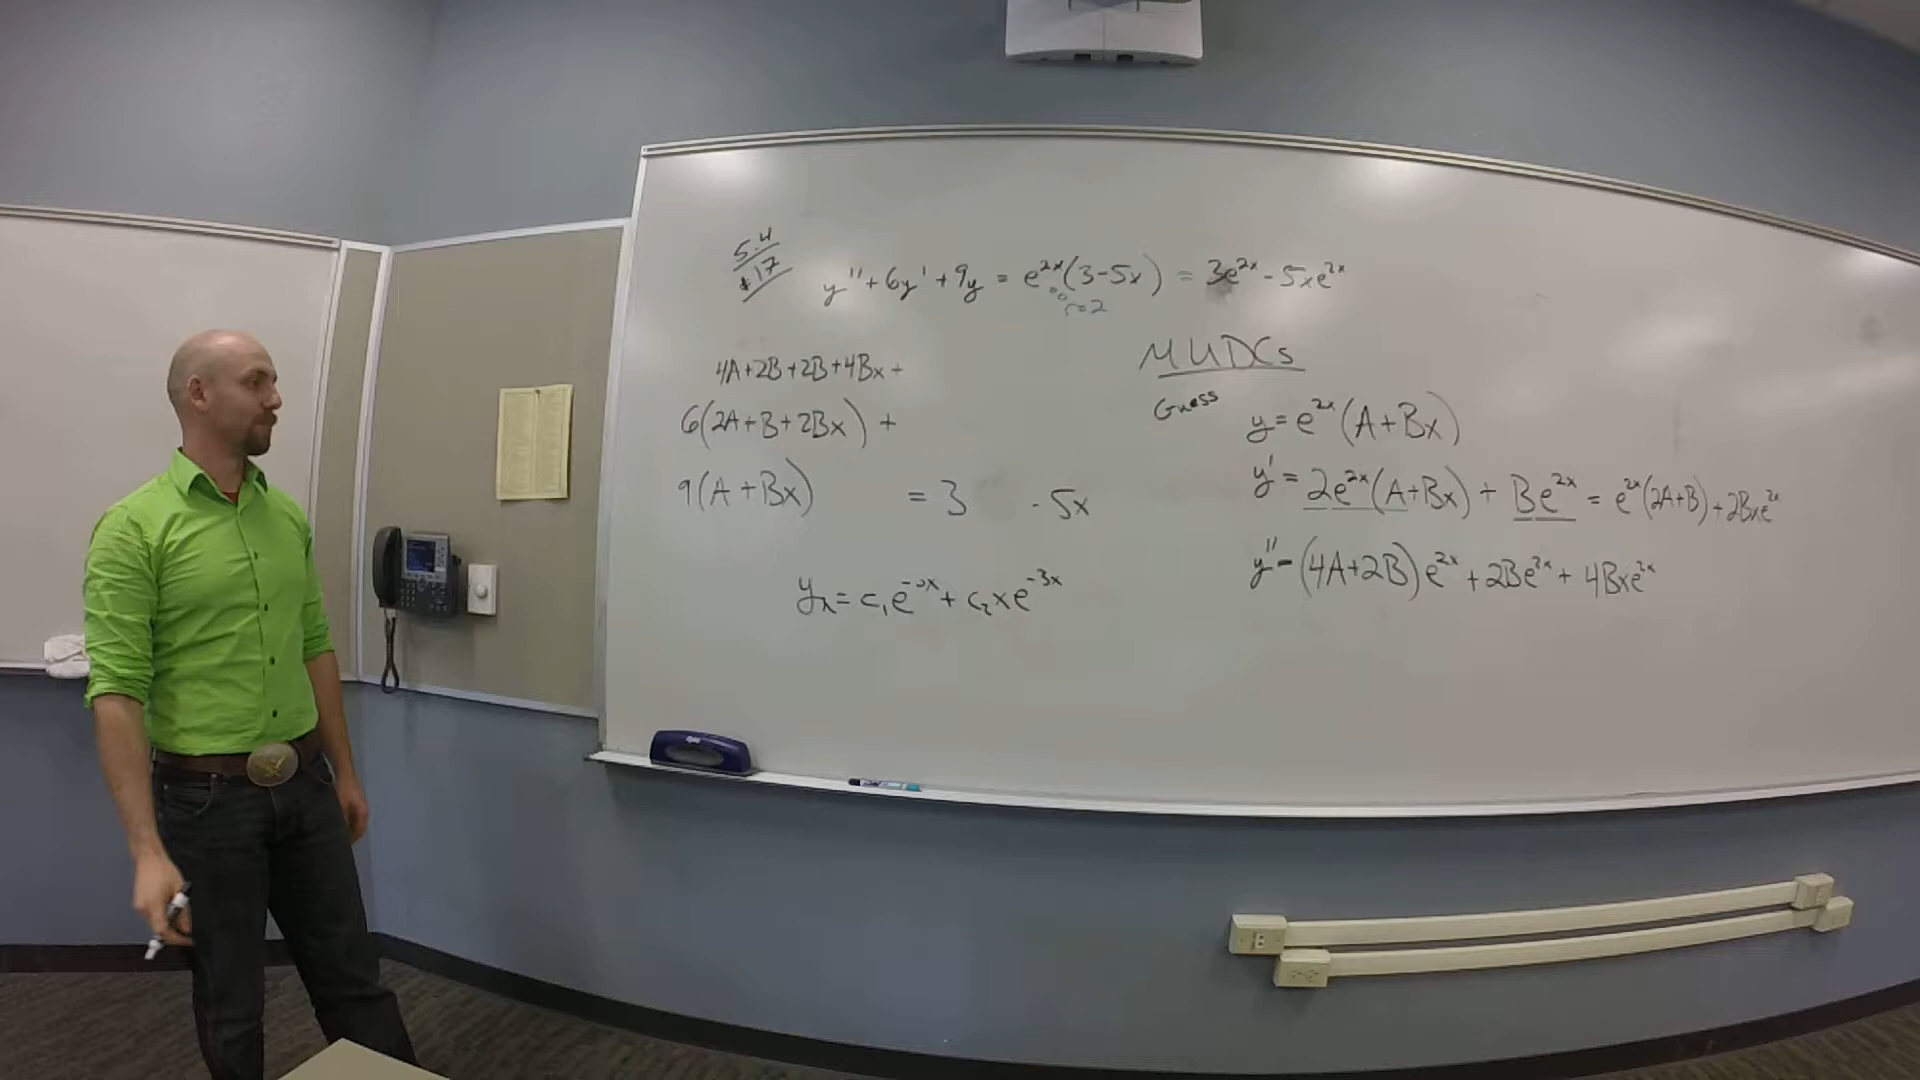 5.4
#17
y'' + 6y' + 9y = e^{2x}(3-5x) = 3e^{2x} - 5xe^{2x}
r=2
4A+2B+2B+4Bx+
6(2A+B+2Bx) +
9(A+Bx) = 3 - 5x
y_h = c_1 e^{-3x} + c_2 x e^{-3x}
MUDCs
Guess y = e^{2x}(A+Bx)
y' = 2e^{2x}(A+Bx) + Be^{2x} = e^{2x}(2A+B)+2Bxe^{2x}
y'' = (4A+2B)e^{2x} + 2Be^{2x} + 4Bxe^{2x}